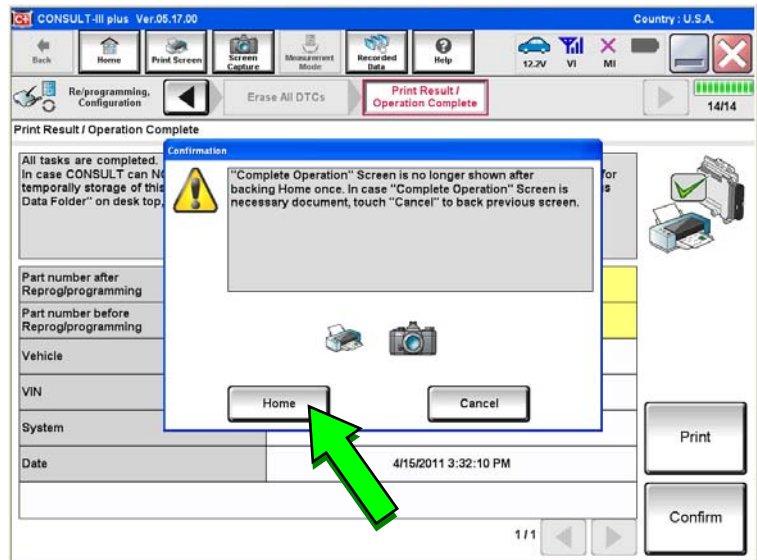 CONSULT-III plus Ver.05.17.00 Country : U.S.A.
Back Home Print Screen Screen Capture Measurement Mode Recorded Data Help 12.2V VI MI
Re/programming, Configuration Erase All DTCs Print Result / Operation Complete 14/14
Print Result / Operation Complete
All tasks are completed.
In case CONSULT can N for
temporally storage of this s
Data Folder" on desk top,
Confirmation
"Complete Operation" Screen is no longer shown after
backing Home once. In case "Complete Operation" Screen is
necessary document, touch "Cancel" to back previous screen.
Home Cancel
Part number after
Reprog/programming
Part number before
Reprog/programming
Vehicle
VIN
System
Date 4/15/2011 3:32:10 PM
Print
Confirm
1/1